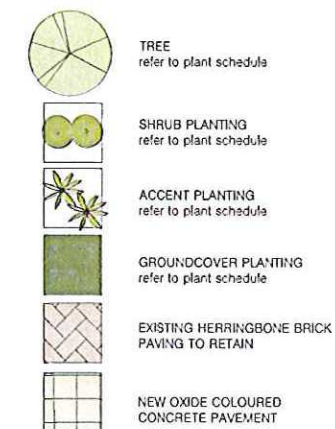 TREE
refer to plant schedule
SHRUB PLANTING
refer to plant schedule
ACCENT PLANTING
refer to plant schedule
GROUNDCOVER PLANTING
refer to plant schedule
EXISTING HERRINGBONE BRICK
PAVING TO RETAIN
NEW OXIDE COLOURED
CONCRETE PAVEMENT